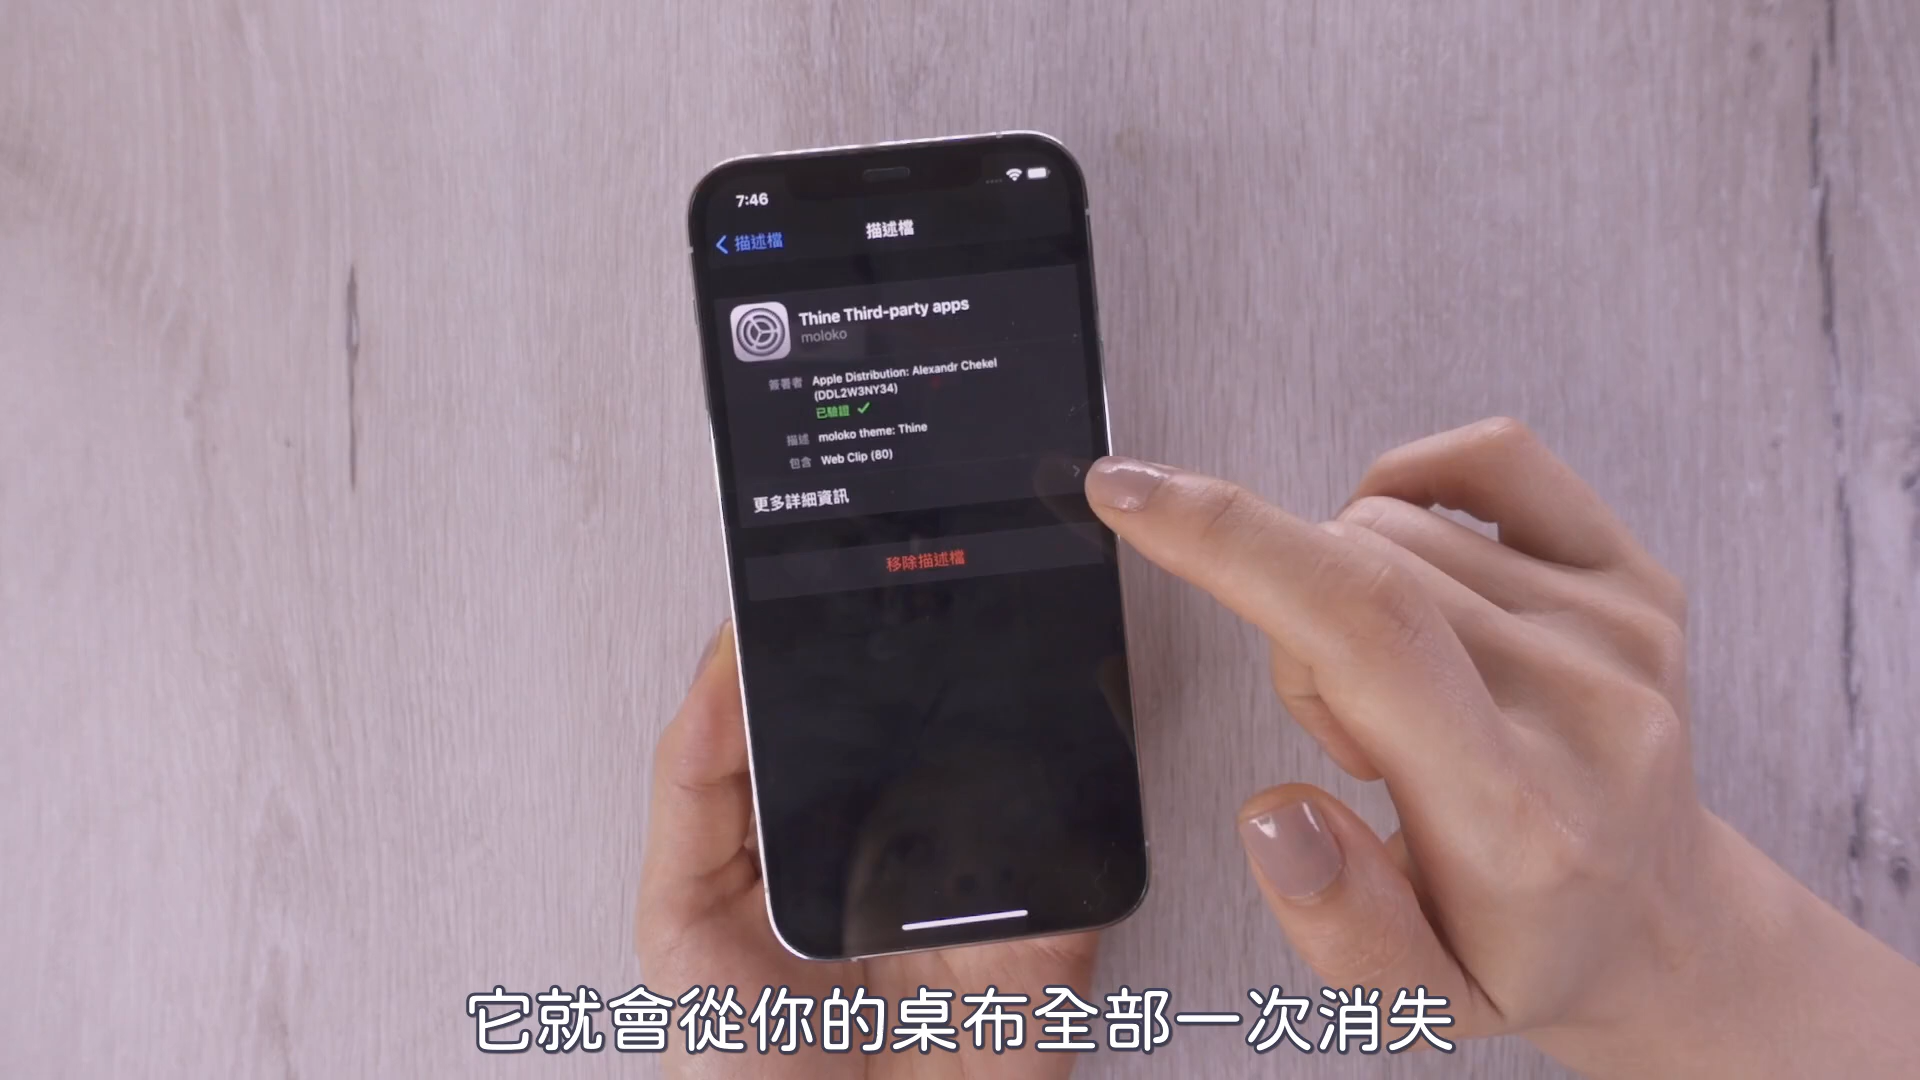 7:46
描述檔
描述檔
Thine Third-party apps
moloko
簽署者 Apple Distribution: Alexandr Chekel
(DDL2W3NY34)
已驗證
描述 moloko theme: Thine
包含 Web Clip (80)
更多詳細資訊
移除描述檔
它就會從你的桌布全部一次消失